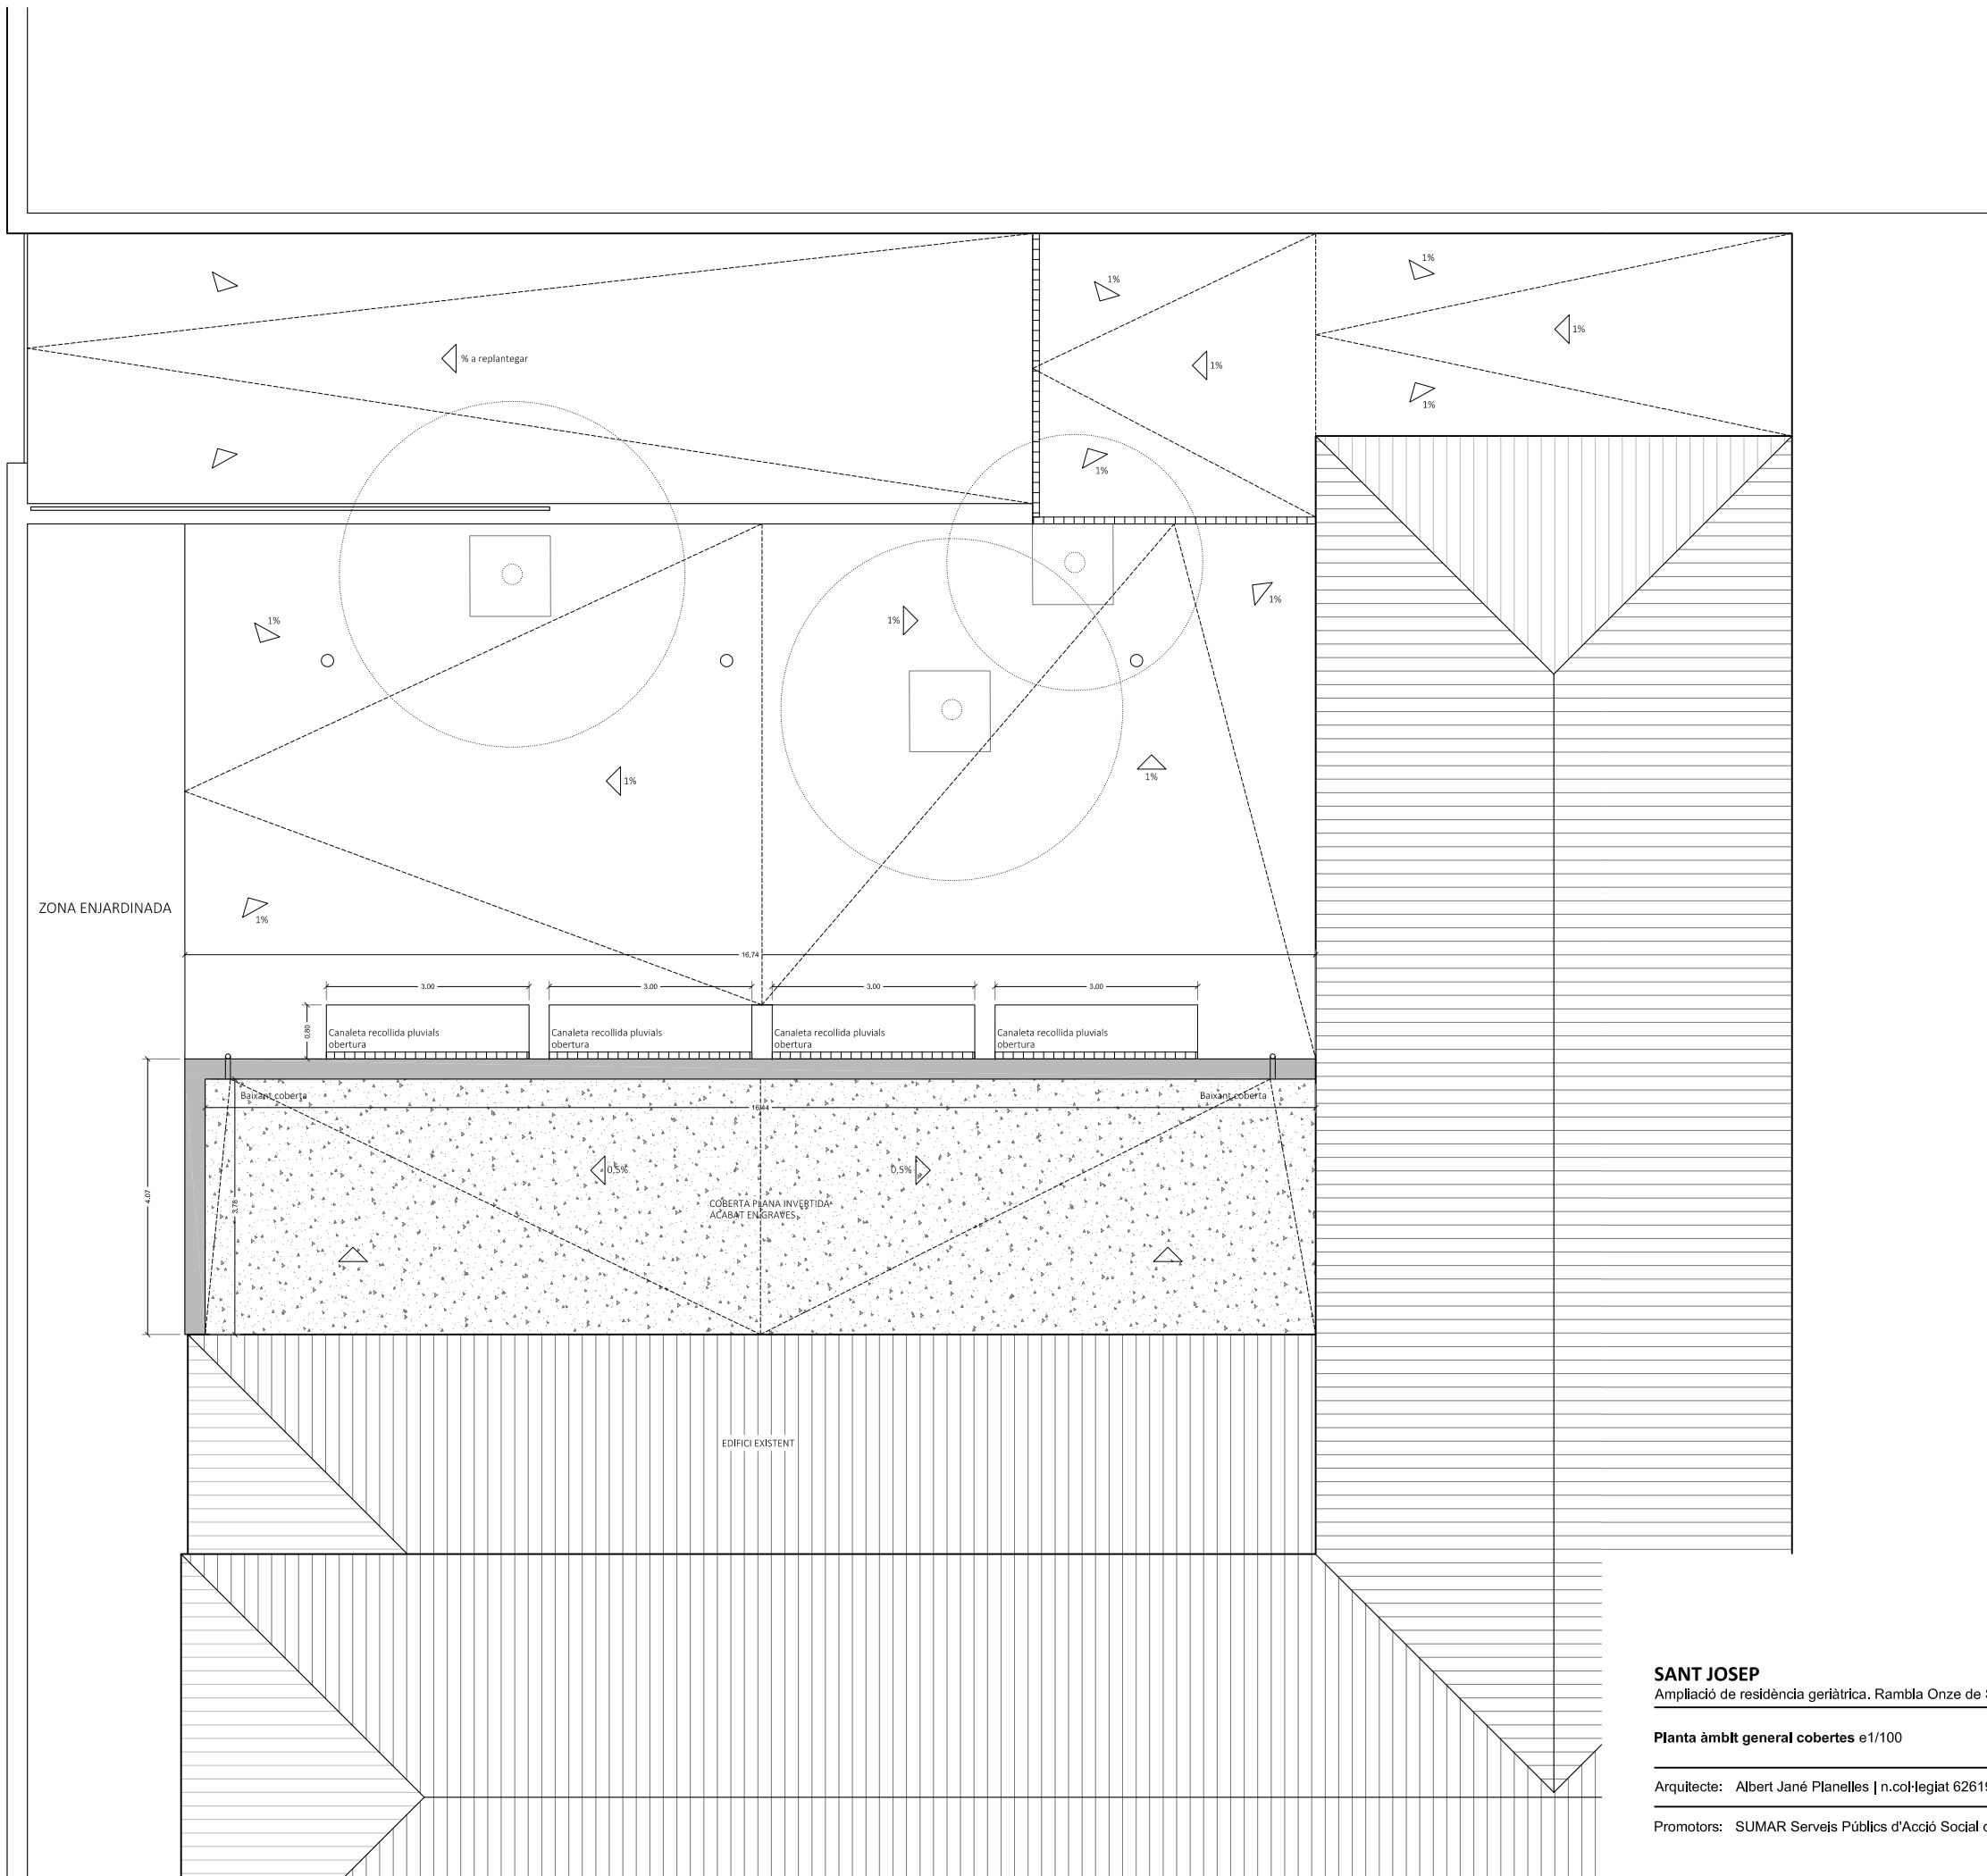 1%
1%
1%
1%
% a replantegar
1%
1%
1%
1%
1%
1%
1%
1%
1%
ZONA ENJARDINADA
1%
16,74
3.00
3.00
3.00
3.00
0.80
Canaleta recollida pluvials
obertura
Canaleta recollida pluvials
obertura
Canaleta recollida pluvials
obertura
Canaleta recollida pluvials
obertura
Baixant coberta
Baixant coberta
16,44
4.07
3,78
0,5%
0,5%
COBERTA PLANA INVERTIDA
ACABAT EN GRAVES
EDIFICI EXISTENT
SANT JOSEP
Ampliació de residència geriàtrica. Rambla Onze de
Planta àmbit general cobertes e1/100
Arquitecte: Albert Jané Planelles | n.col·legiat 62619
Promotors: SUMAR Serveis Públics d'Acció Social